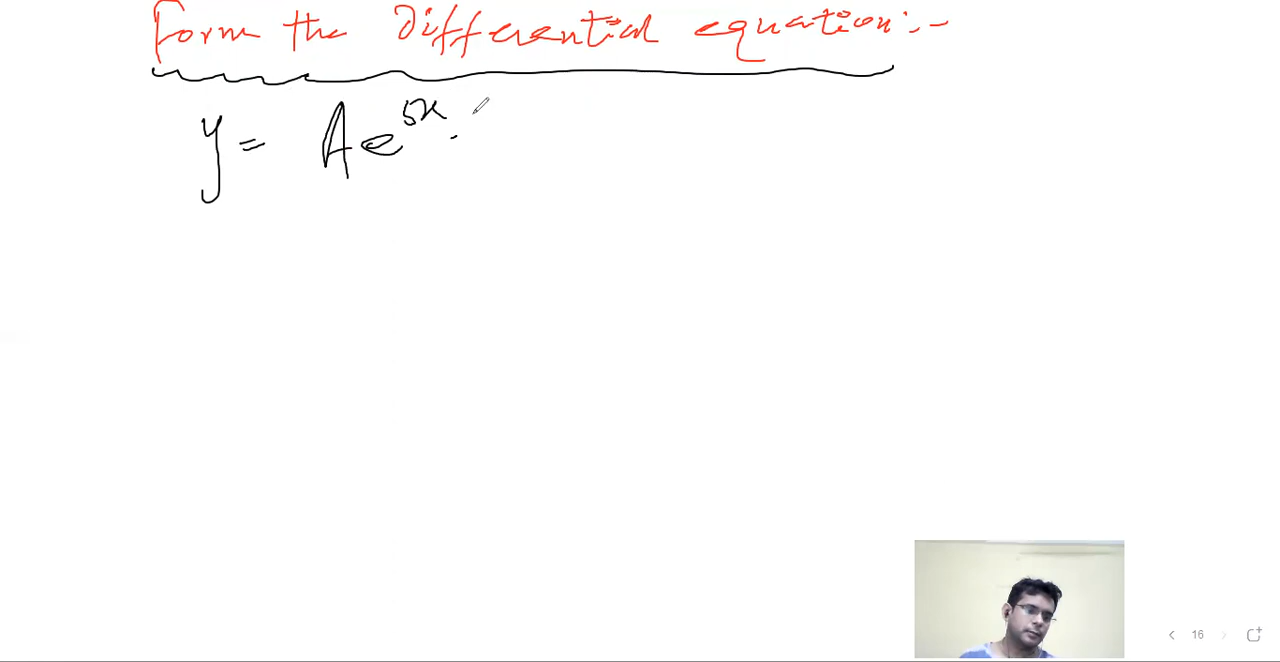 Form the Differential equation:-
y = Ae^5x.
16